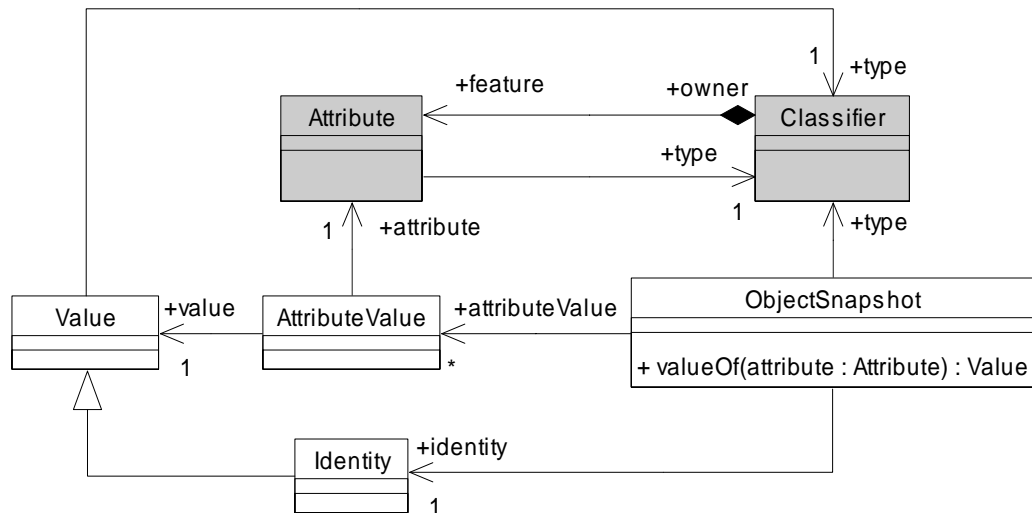 1
+type
+feature
+owner
Attribute
Classifier
+type
1
1
+attribute
+type
Value
+value
1
AttributeValue
+attributeValue
*
ObjectSnapshot
+ valueOf(attribute : Attribute) : Value
Identity
+identity
1